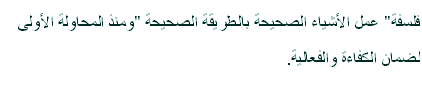 فلسفة" عمل الأشياء الصحيحة بالطريقة الصحيحة "ومنذ المحاولة الأولى
لضمان الكفاءة والفعالية.